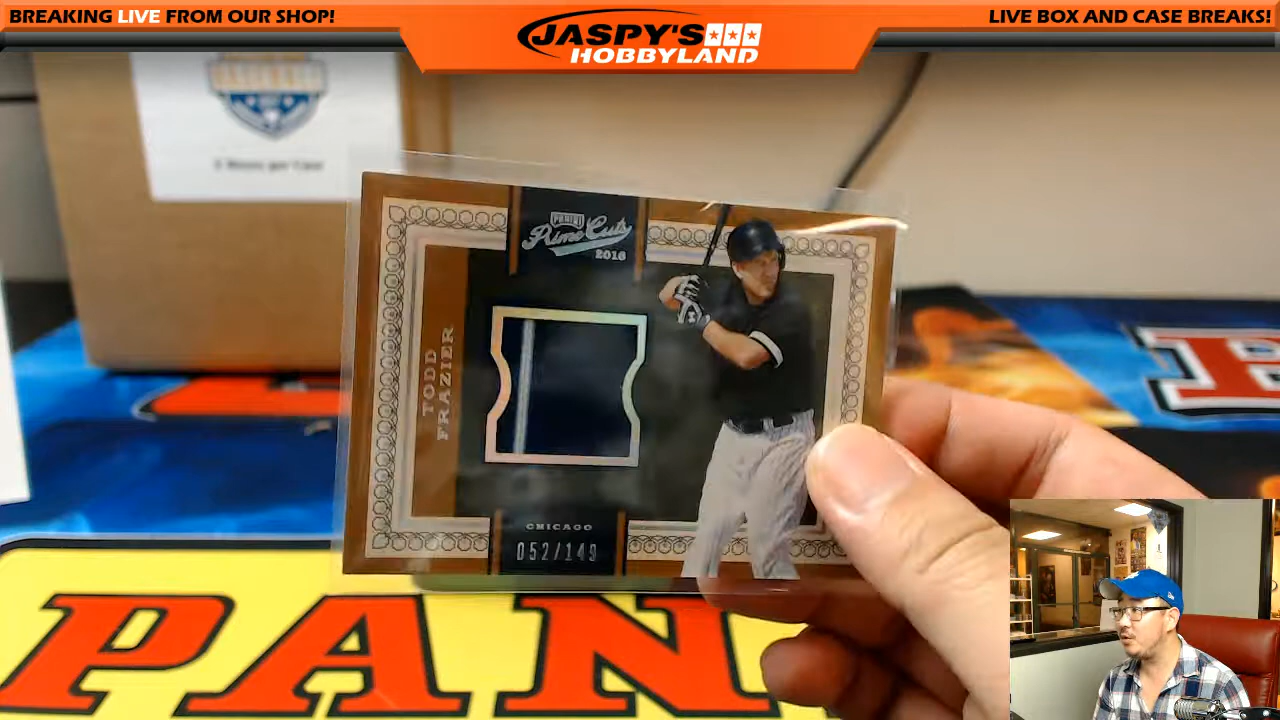 BREAKING LIVE FROM OUR SHOP!
JASPY'S
HOBBYLAND
LIVE BOX AND CASE BREAKS!
PANINI
Prime Cuts
2016
TODD
FRAZIER
CHICAGO
052/149
PAN